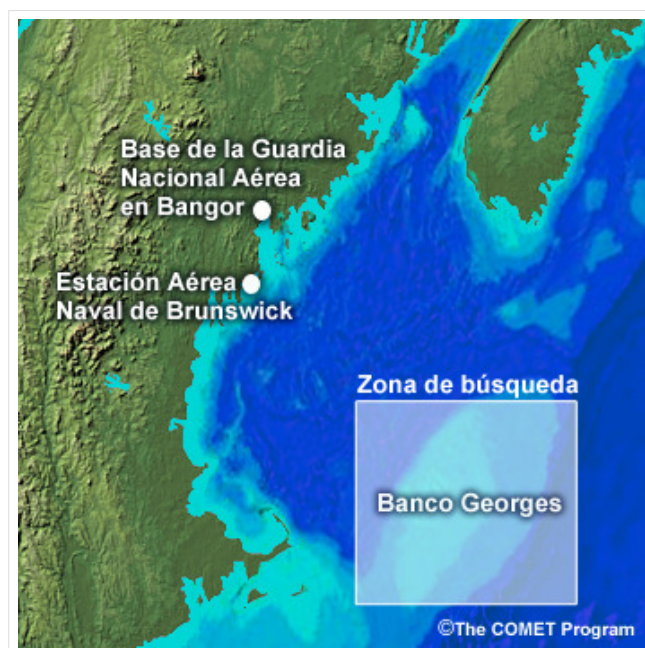 Base de la Guardia
Nacional Aérea
en Bangor
Estación Aérea
Naval de Brunswick
Zona de búsqueda
Banco Georges
©The COMET Program